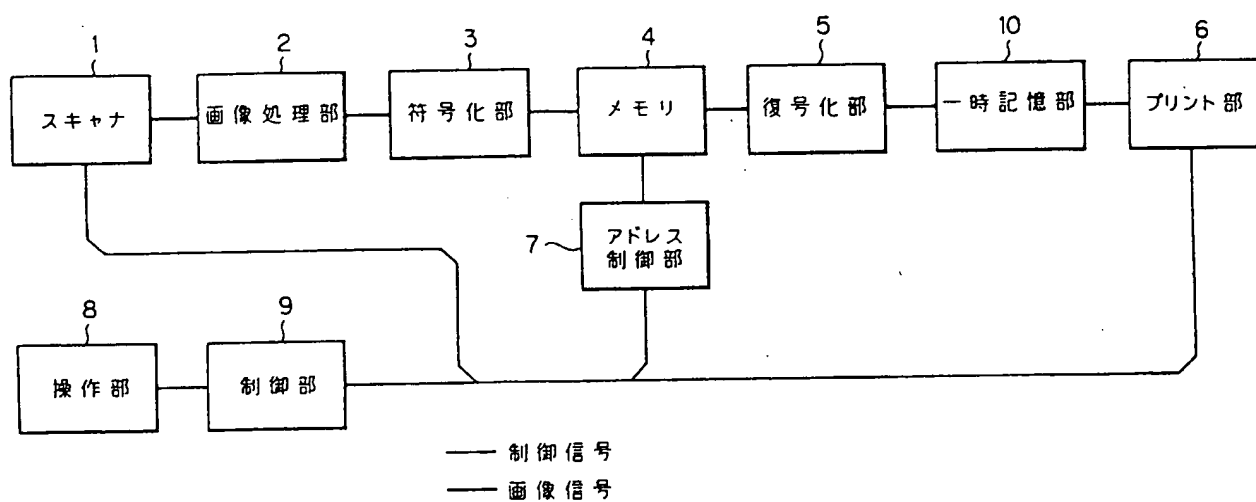 1
2
3
4
5
10
6
スキャナ
画像処理部
符号化部
メモリ
復号化部
一時記憶部
プリント部
7
アドレス
制御部
8
9
操作部
制御部
制御信号
画像信号